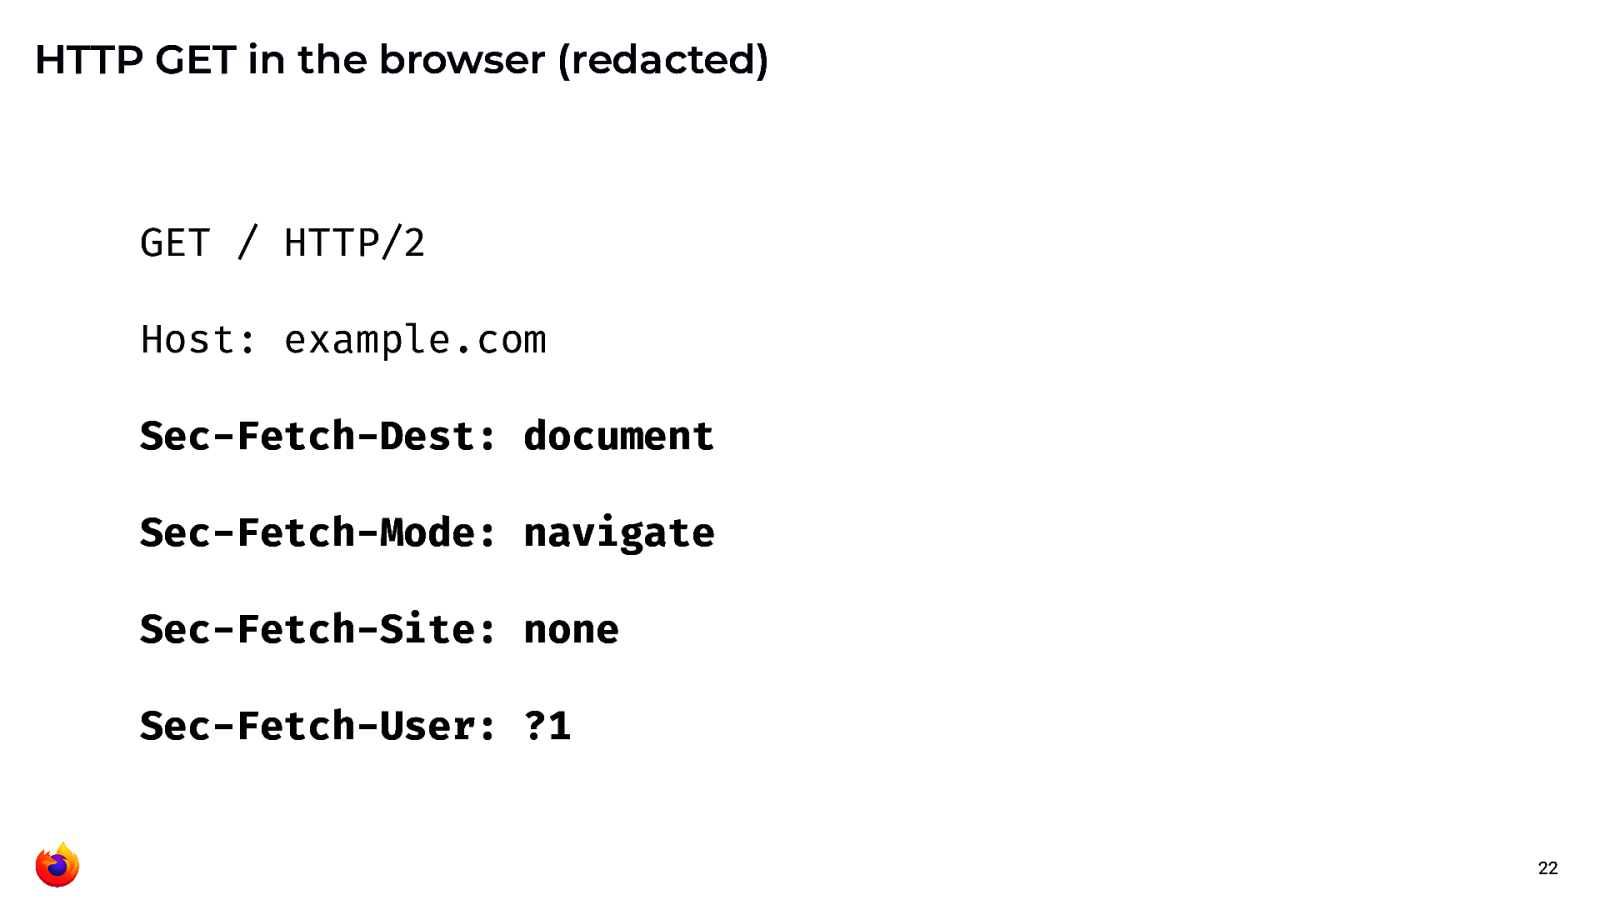 HTTP GET in the browser (redacted)
GET / HTTP/2
Host: example.com
Sec-Fetch-Dest: document
Sec-Fetch-Mode: navigate
Sec-Fetch-Site: none
Sec-Fetch-User: ?1
22